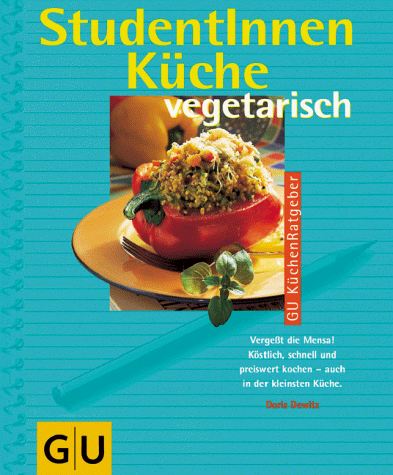 StudentInnen
Küche
vegetarisch
GU KüchenRatgeber
Vergeßt die Mensa!
Köstlich, schnell und
preiswert kochen – auch
in der kleinsten Küche.
Doris Dewitz
GU